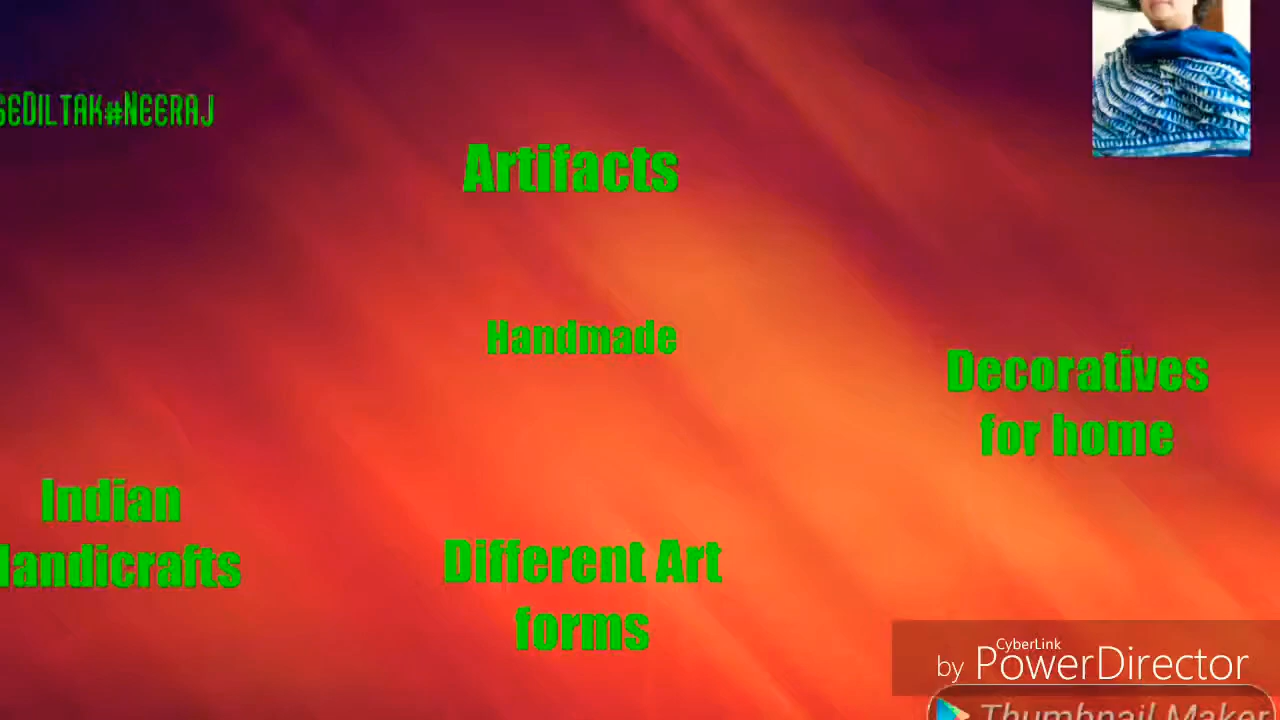 seDiltak#Neeraj
Artifacts
Handmade
Decoratives
for home
Indian
Handicrafts
Different Art
forms
CyberLink
by PowerDirector
Thumbnail Maker